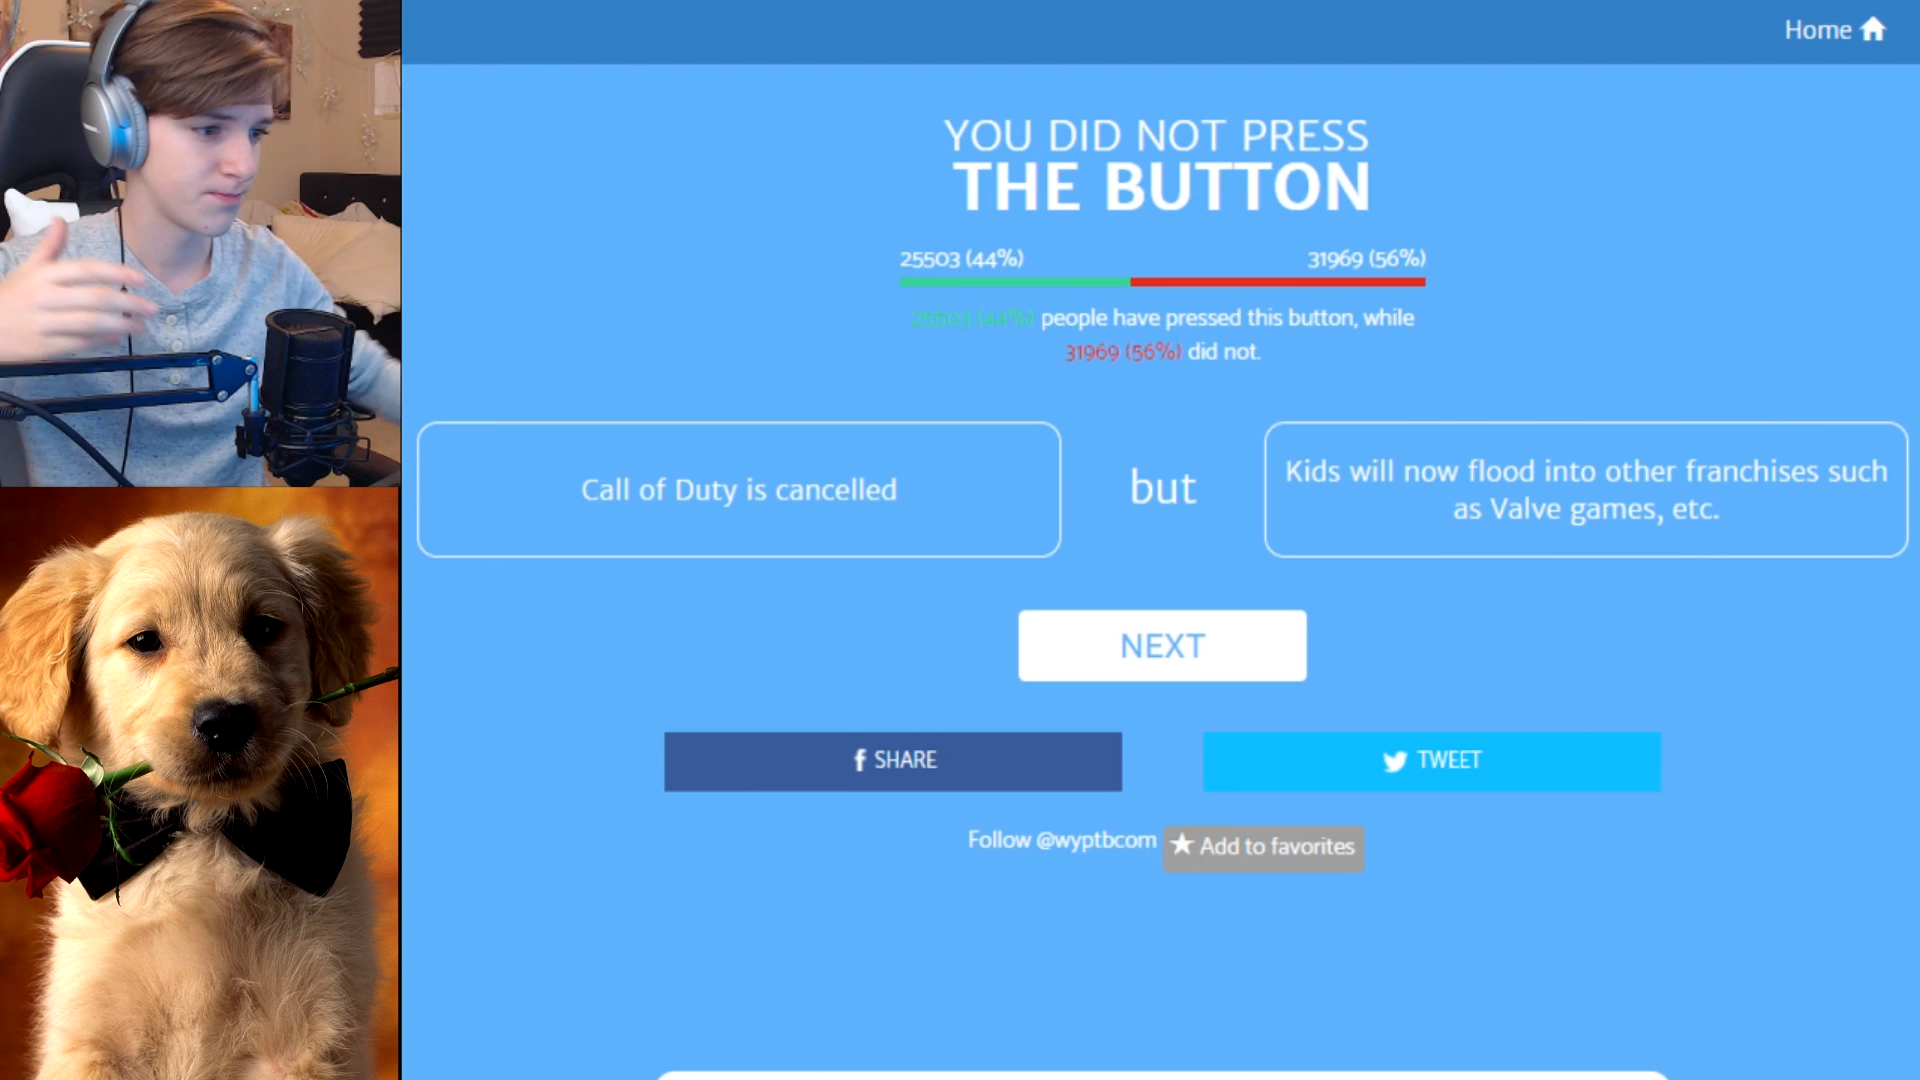 Home
YOU DID NOT PRESS
THE BUTTON
25503 (44%)
31969 (56%)
25503 (44%) people have pressed this button, while
31969 (56%) did not.
Call of Duty is cancelled
but
Kids will now flood into other franchises such
as Valve games, etc.
NEXT
SHARE
TWEET
Follow @wyptbcom
Add to favorites